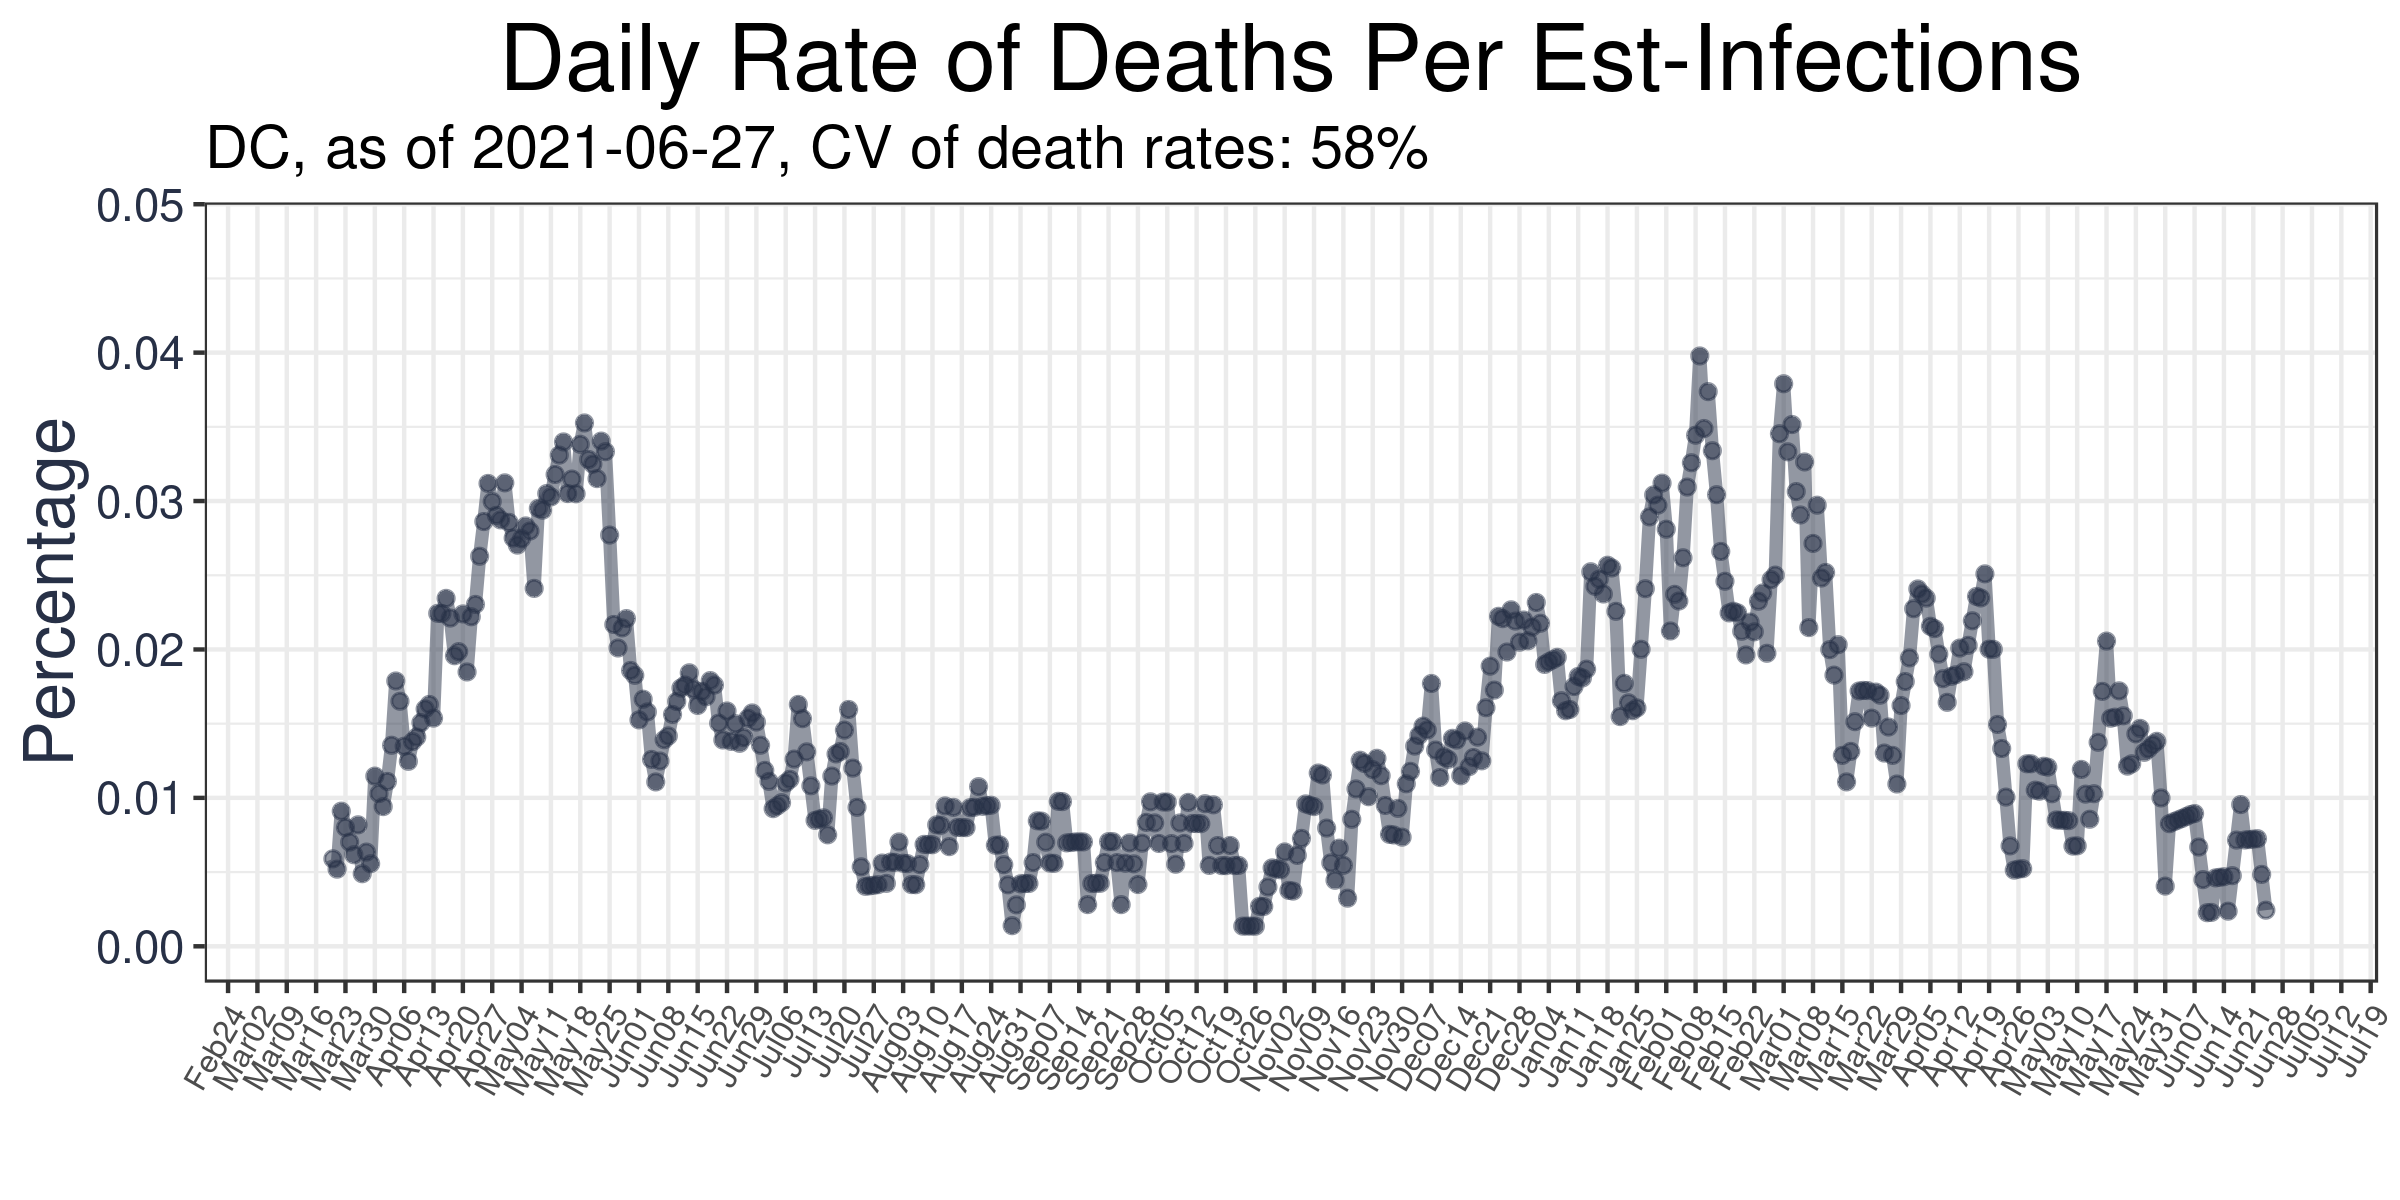 Daily Rate of Deaths Per Est-Infections
DC, as of 2021-06-27, CV of death rates: 58%
Percentage
0.05
0.04
0.03
0.02
0.01
0.00
Feb24
Mar02
Mar09
Mar16
Mar23
Mar30
Apr06
Apr13
Apr20
Apr27
May04
May11
May18
May25
Jun01
Jun08
Jun15
Jun22
Jun29
Jul06
Jul13
Jul20
Jul27
Aug03
Aug10
Aug17
Aug24
Aug31
Sep07
Sep14
Sep21
Sep28
Oct05
Oct12
Oct19
Oct26
Nov02
Nov09
Nov16
Nov23
Nov30
Dec07
Dec14
Dec21
Dec28
Jan04
Jan11
Jan18
Jan25
Feb01
Feb08
Feb15
Feb22
Mar01
Mar08
Mar15
Mar22
Mar29
Apr05
Apr12
Apr19
Apr26
May03
May10
May17
May24
May31
Jun07
Jun14
Jun21
Jun28
Jul05
Jul12
Jul19